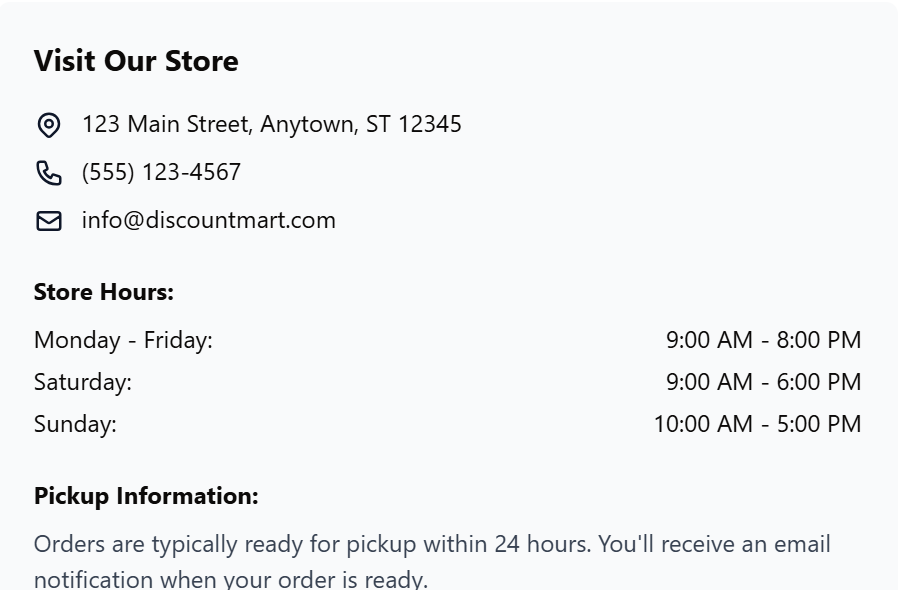 Visit Our Store
123 Main Street, Anytown, ST 12345
(555) 123-4567
info@discountmart.com
Store Hours:
Monday - Friday: 9:00 AM - 8:00 PM
Saturday: 9:00 AM - 6:00 PM
Sunday: 10:00 AM - 5:00 PM
Pickup Information:
Orders are typically ready for pickup within 24 hours. You'll receive an email
notification when your order is ready.